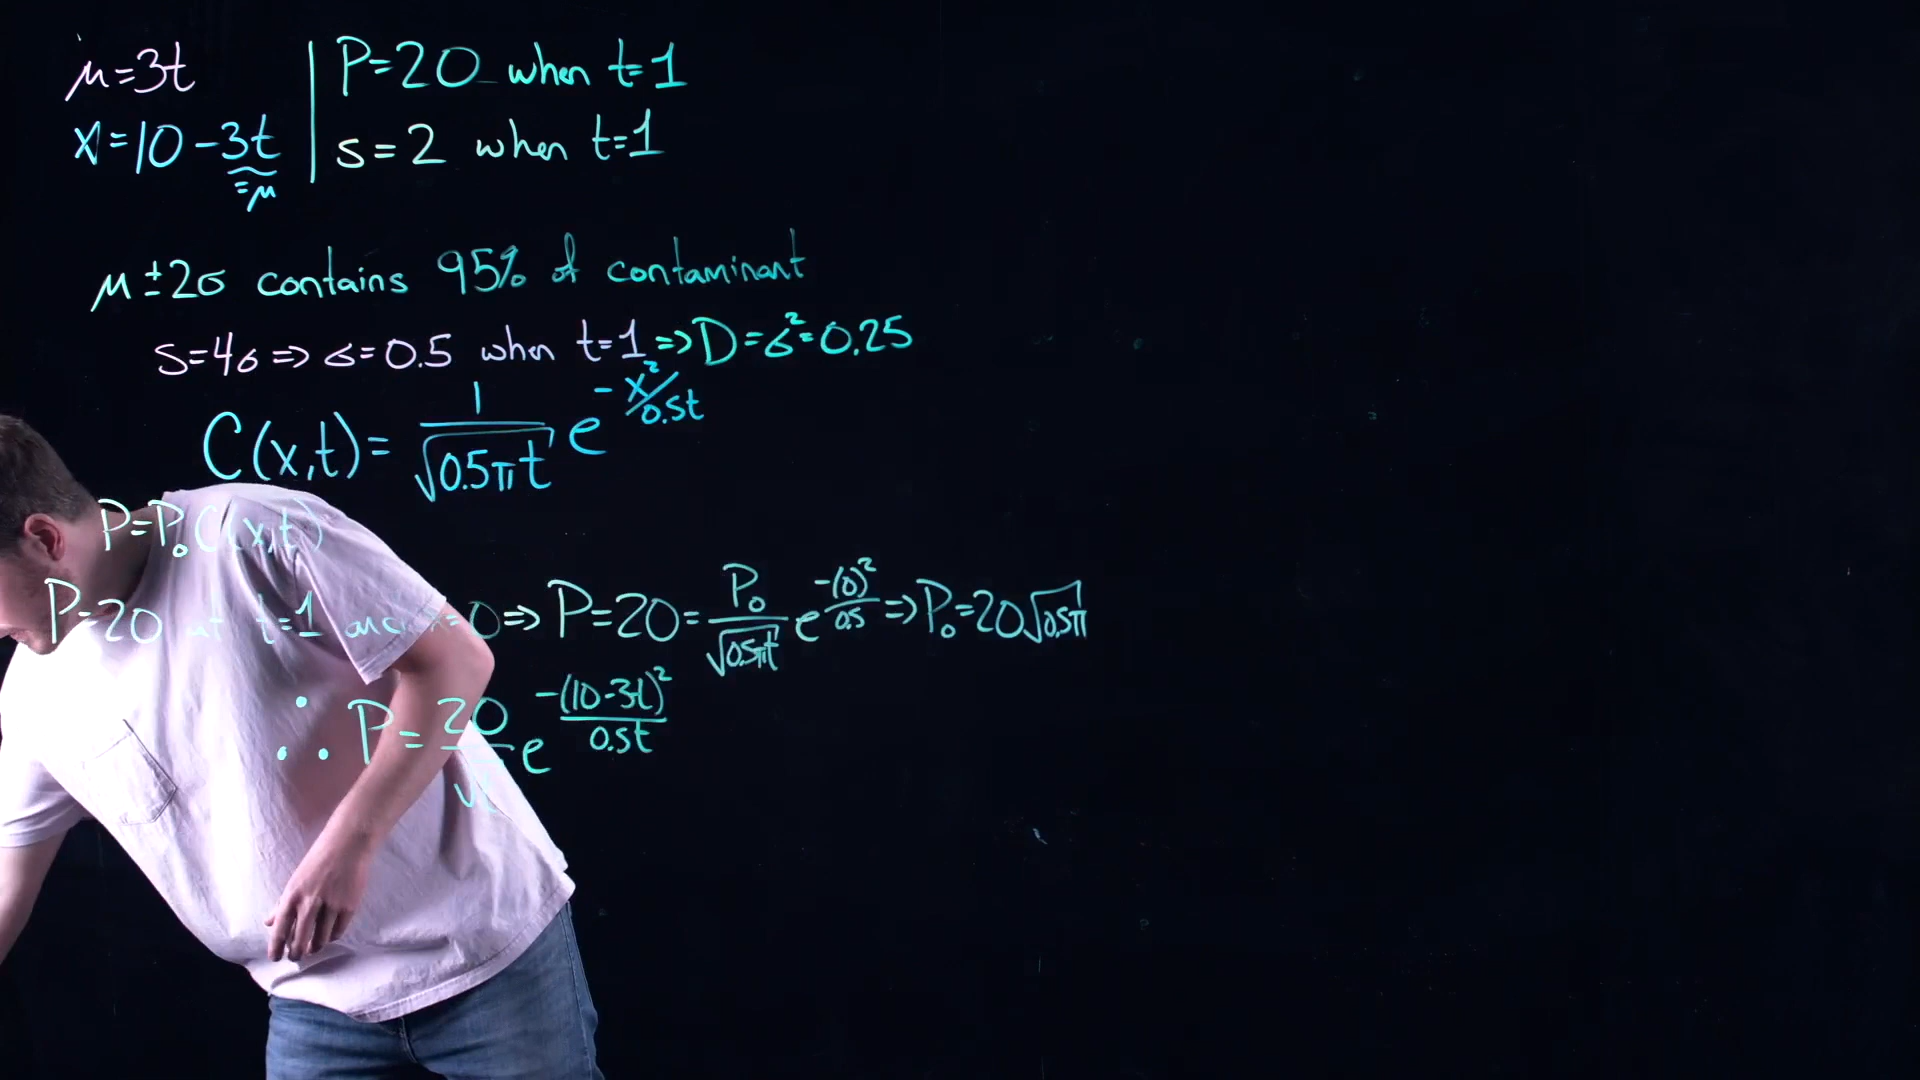 μ=3t
x=10-3t
=μ
P=20 when t=1
s=2 when t=1
μ±2σ contains 95% of contaminant
s=4σ => σ=0.5 when t=1 => D=σ²=0.25
C(x,t)= 1/√(0.5πt) e^(-x²/0.5t)
P=P₀C(x,t)
P=20 at t=1 =0 => P=20= P₀/√(0.5πt) e^(-(0)²/0.5) => P₀=20√(0.5π)
∴ P= 20/√t e^(-(10-3t)²/0.5t)